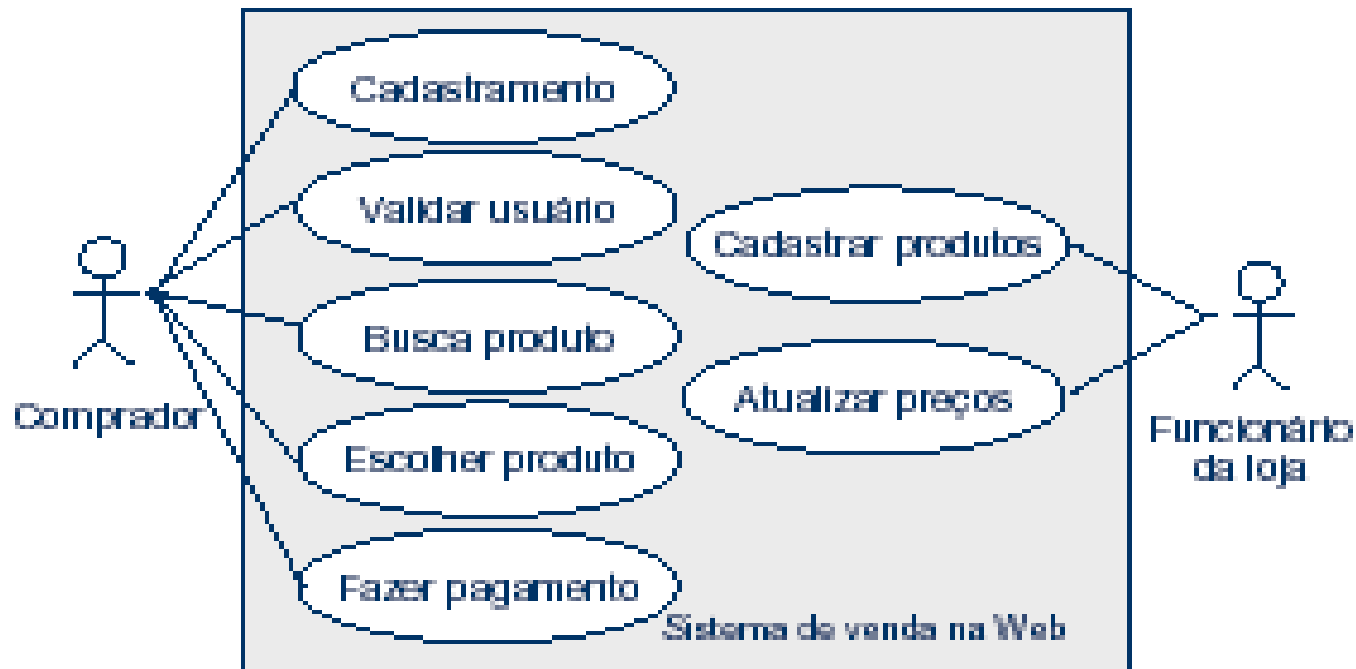 Cadastramento
Validar usuário
Cadastrar produtos
Busca produto
Atualizar preços
Comprador
Escolher produto
Funcionário
da loja
Fazer pagamento
Sistema de venda na Web